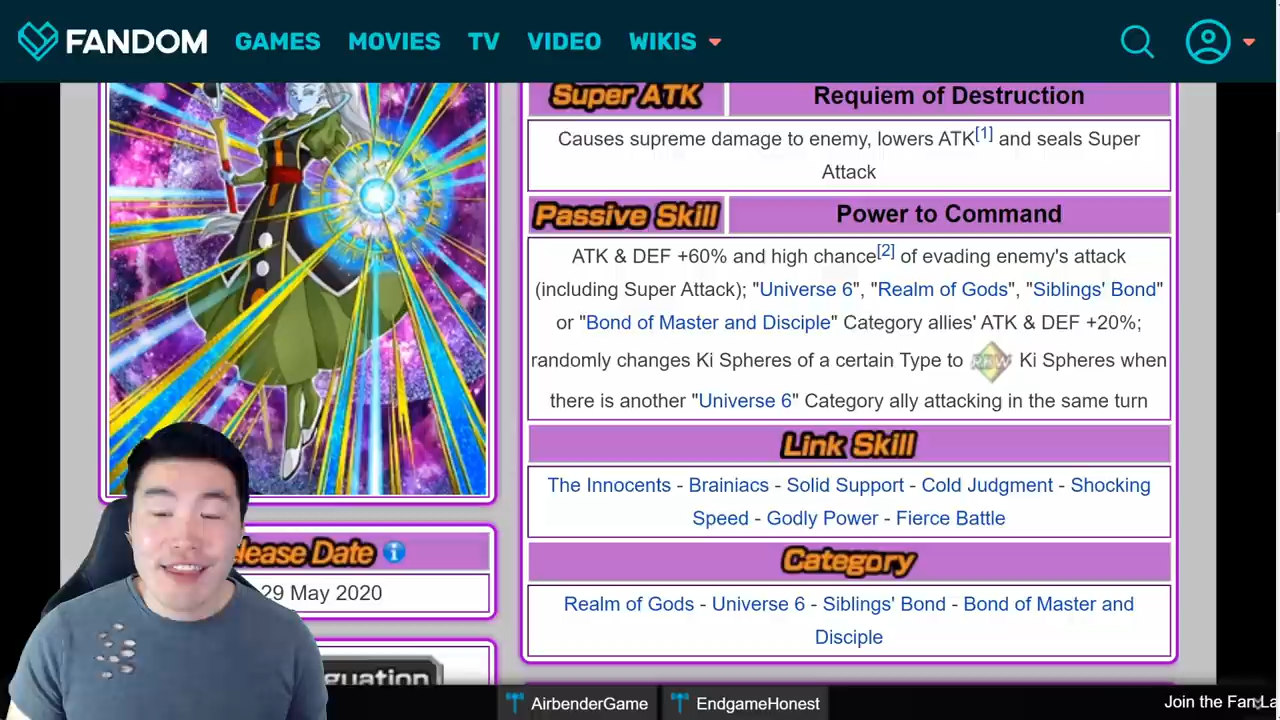 FANDOM GAMES MOVIES TV VIDEO WIKIS
Super ATK Requiem of Destruction
Causes supreme damage to enemy, lowers ATK[1] and seals Super
Attack
Passive Skill Power to Command
ATK & DEF +60% and high chance[2] of evading enemy's attack
(including Super Attack); "Universe 6", "Realm of Gods", "Siblings' Bond"
or "Bond of Master and Disciple" Category allies' ATK & DEF +20%;
randomly changes Ki Spheres of a certain Type to RBW Ki Spheres when
there is another "Universe 6" Category ally attacking in the same turn
Link Skill
The Innocents - Brainiacs - Solid Support - Cold Judgment - Shocking
Speed - Godly Power - Fierce Battle
Category
Realm of Gods - Universe 6 - Siblings' Bond - Bond of Master and
Disciple
lease Date i
29 May 2020
guation
AirbenderGame EndgameHonest Join the Fan La